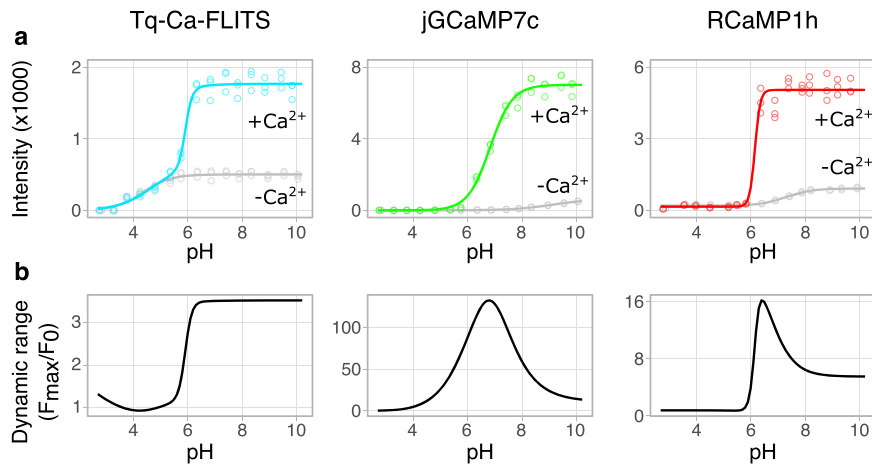 Tq-Ca-FLITS
jGCaMP7c
RCaMP1h
a
Intensity (x1000)
2
1
0
+Ca²⁺
-Ca²⁺
4
6
8
10
pH
8
4
0
+Ca²⁺
-Ca²⁺
4
6
8
10
pH
6
3
0
+Ca²⁺
-Ca²⁺
4
6
8
10
pH
b
Dynamic range
(Fmax/F0)
3
2
1
4
6
8
10
pH
100
50
0
4
6
8
10
pH
16
8
0
4
6
8
10
pH